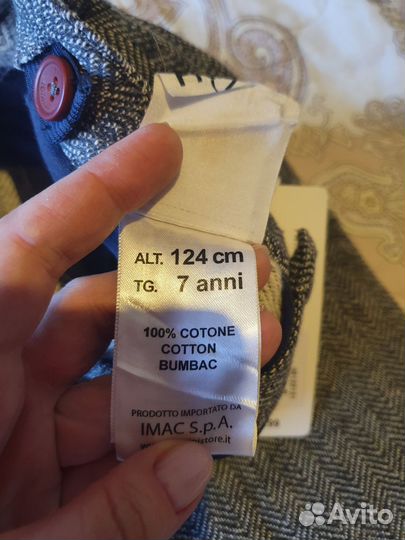 ALT. 124 cm
TG. 7 anni
100% COTONE
COTTON
BUMBAC
PRODOTTO IMPORTATO DA
IMAC S.p.A.
Avito